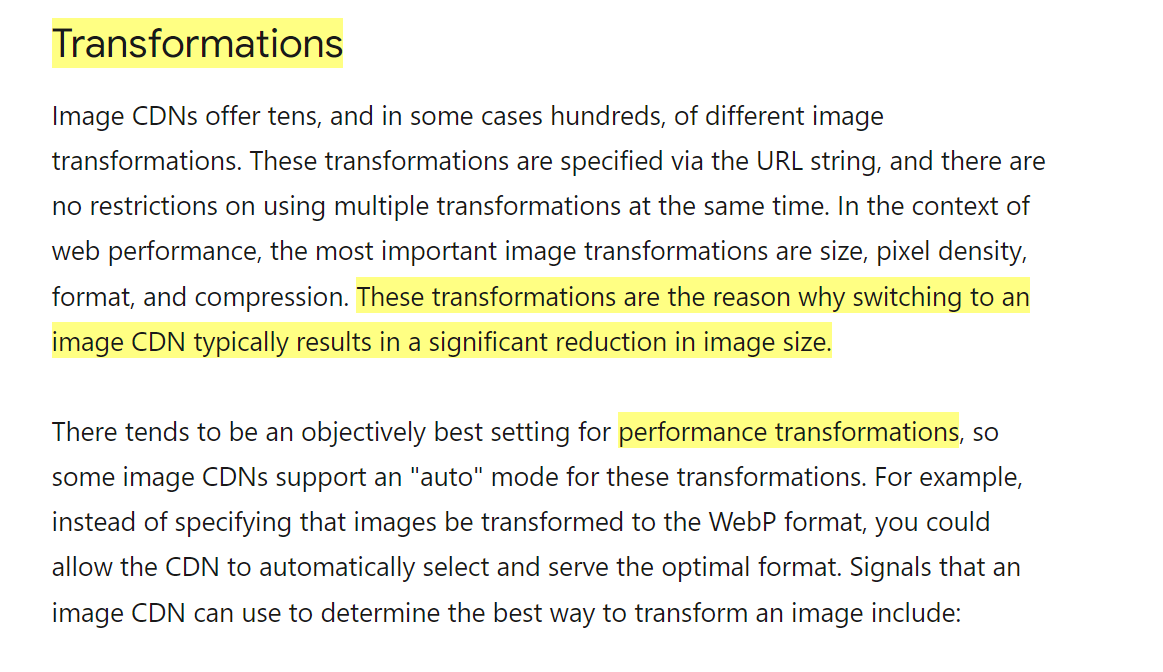 Transformations
Image CDNs offer tens, and in some cases hundreds, of different image
transformations. These transformations are specified via the URL string, and there are
no restrictions on using multiple transformations at the same time. In the context of
web performance, the most important image transformations are size, pixel density,
format, and compression. These transformations are the reason why switching to an
image CDN typically results in a significant reduction in image size.
There tends to be an objectively best setting for performance transformations, so
some image CDNs support an "auto" mode for these transformations. For example,
instead of specifying that images be transformed to the WebP format, you could
allow the CDN to automatically select and serve the optimal format. Signals that an
image CDN can use to determine the best way to transform an image include: